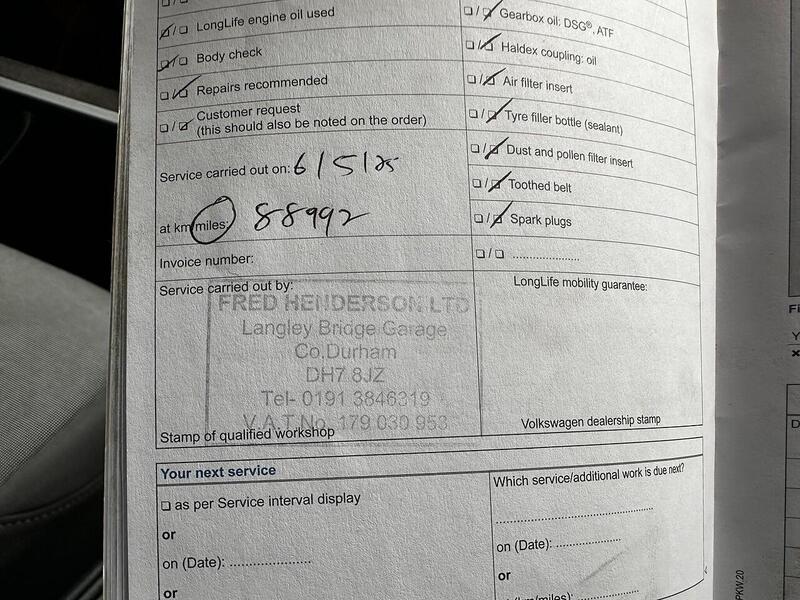 LongLife engine oil used
Body check
Repairs recommended
Customer request
(this should also be noted on the order)
Service carried out on: 6/5/25
at km/miles: 88992
Invoice number:
Service carried out by:
FRED HENDERSON LTD
Langley Bridge Garage
Co.Durham
DH7 8JZ
Tel- 0191 3846319
V.A.T No. 179 030 953
Stamp of qualified workshop
Gearbox oil: DSG®, ATF
Haldex coupling: oil
Air filter insert
Tyre filler bottle (sealant)
Dust and pollen filter insert
Toothed belt
Spark plugs
LongLife mobility guarantee:
Volkswagen dealership stamp
Your next service
as per Service interval display
or
on (Date):
or
Which service/additional work is due next?
on (Date):
or
(km/miles):
PKW.20